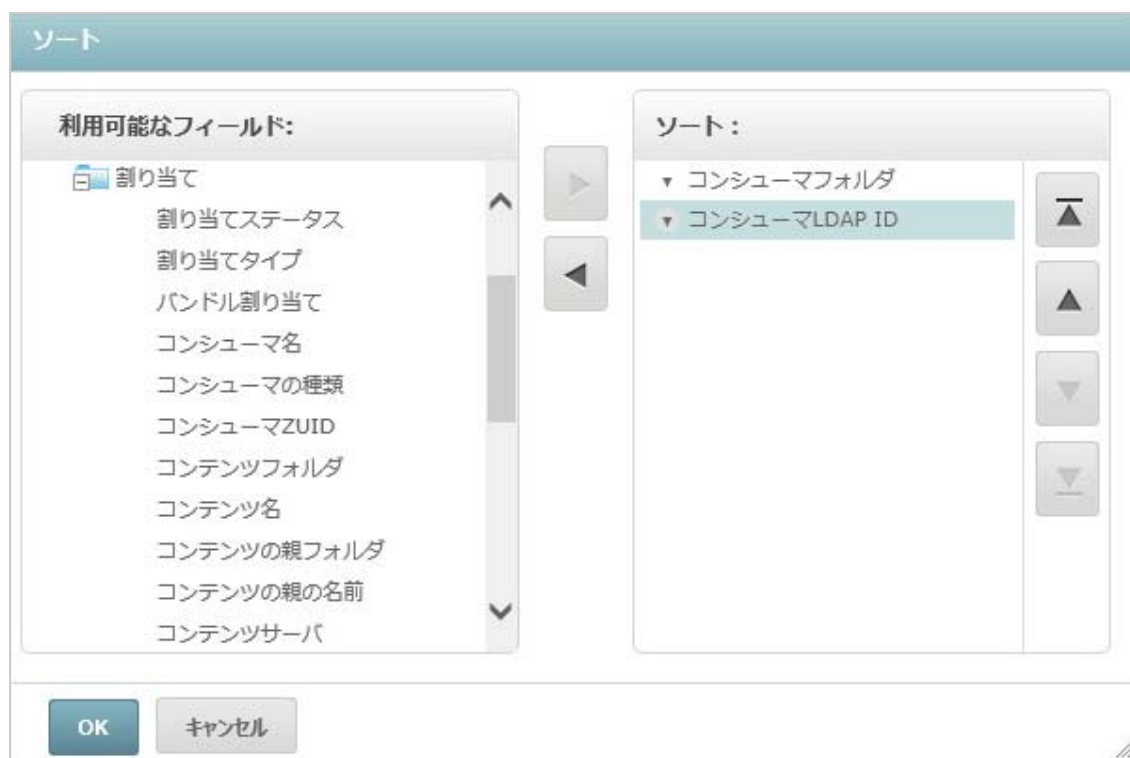 ソート
利用可能なフィールド:
割り当て
割り当てステータス
割り当てタイプ
バンドル割り当て
コンシューマ名
コンシューマの種類
コンシューマZUID
コンテンツフォルダ
コンテンツ名
コンテンツの親フォルダ
コンテンツの親の名前
コンテンツサーバ
ソート：
コンシューマフォルダ
コンシューマLDAP ID
OK
キャンセル